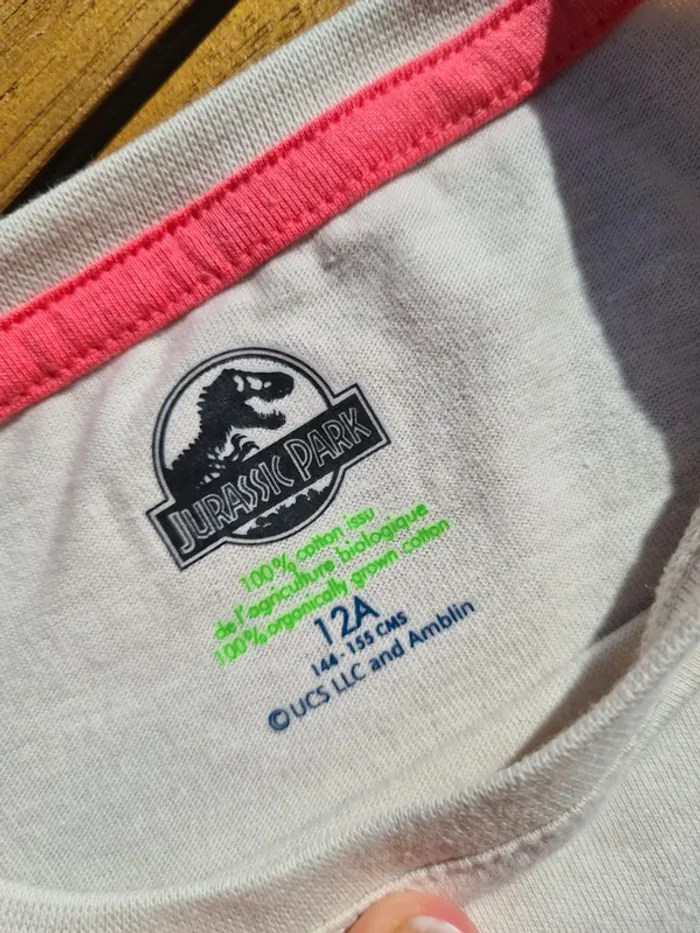 JURASSIC PARK
100% cotton issu
de l'agriculture biologique
100% organically grown cotton
12A
144 - 155 CMS
©UCS LLC and Amblin